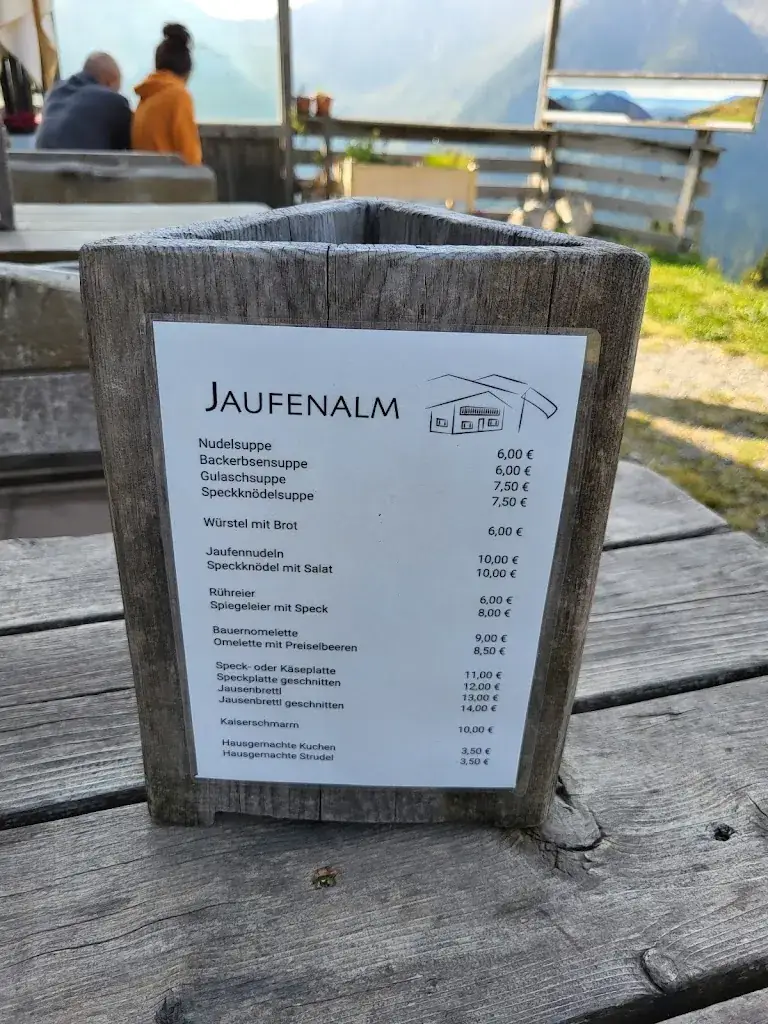 JAUFENALM
Nudelsuppe 6,00 €
Backerbsensuppe 6,00 €
Gulaschsuppe 7,50 €
Speckknödelsuppe 7,50 €
Würstel mit Brot 6,00 €
Jaufennudeln 10,00 €
Speckknödel mit Salat 10,00 €
Rühreier 6,00 €
Spiegeleier mit Speck 8,00 €
Bauernomelette 9,00 €
Omelette mit Preiselbeeren 8,50 €
Speck- oder Käseplatte 11,00 €
Speckplatte geschnitten 12,00 €
Jausenbrettl 13,00 €
Jausenbrettl geschnitten 14,00 €
Kaiserschmarrn 10,00 €
Hausgemachte Kuchen 3,50 €
Hausgemachte Strudel 3,50 €